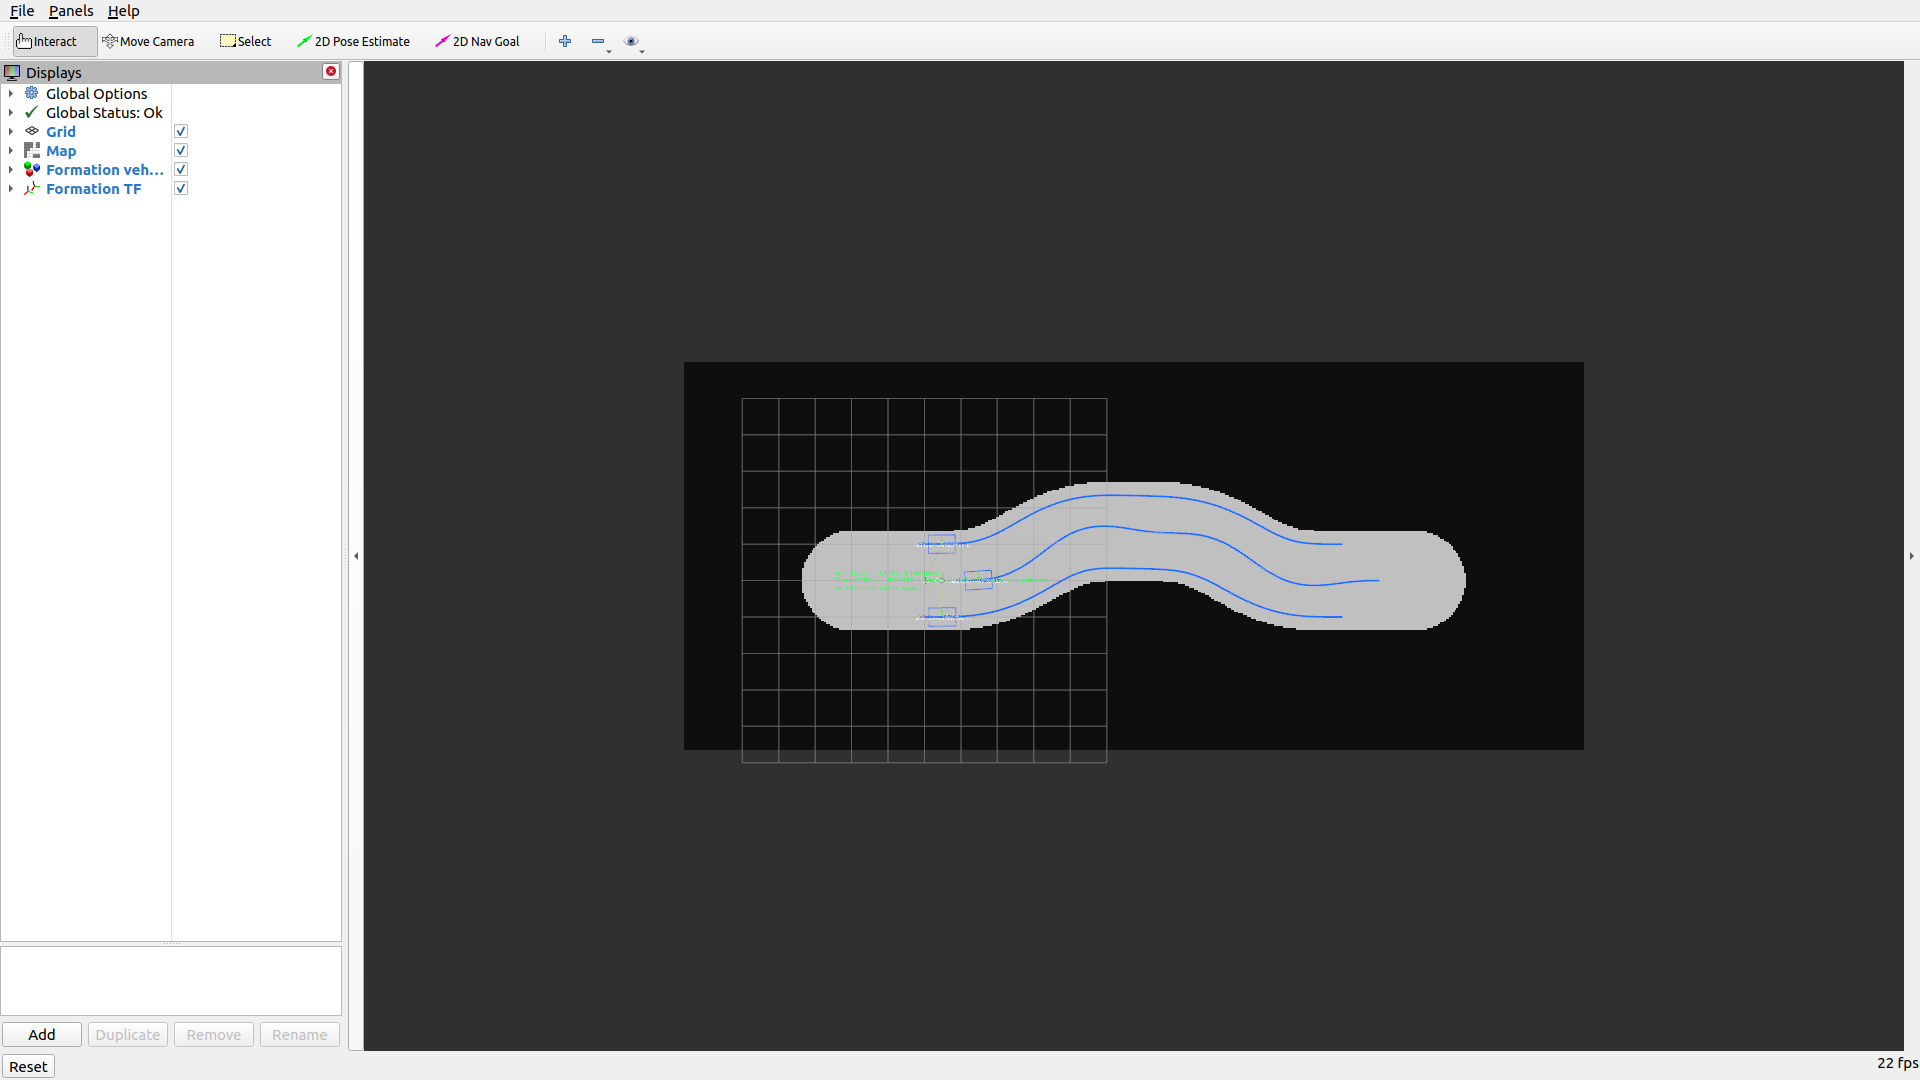 File Panels Help
Interact Move Camera Select 2D Pose Estimate 2D Nav Goal
Displays
Global Options
Global Status: Ok
Grid
Map
Formation veh...
Formation TF
Add Duplicate Remove Rename
Reset
22 fps